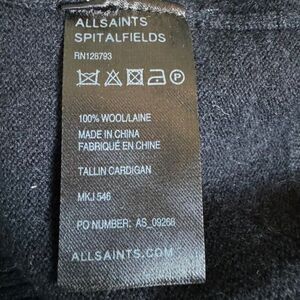 ALLSAINTS
SPITALFIELDS
RN126793
P
100% WOOL/LAINE
MADE IN CHINA
FABRIQUÉ EN CHINE
TALLIN CARDIGAN
MKJ 546
PO NUMBER: AS_09268
ALLSAINTS.COM